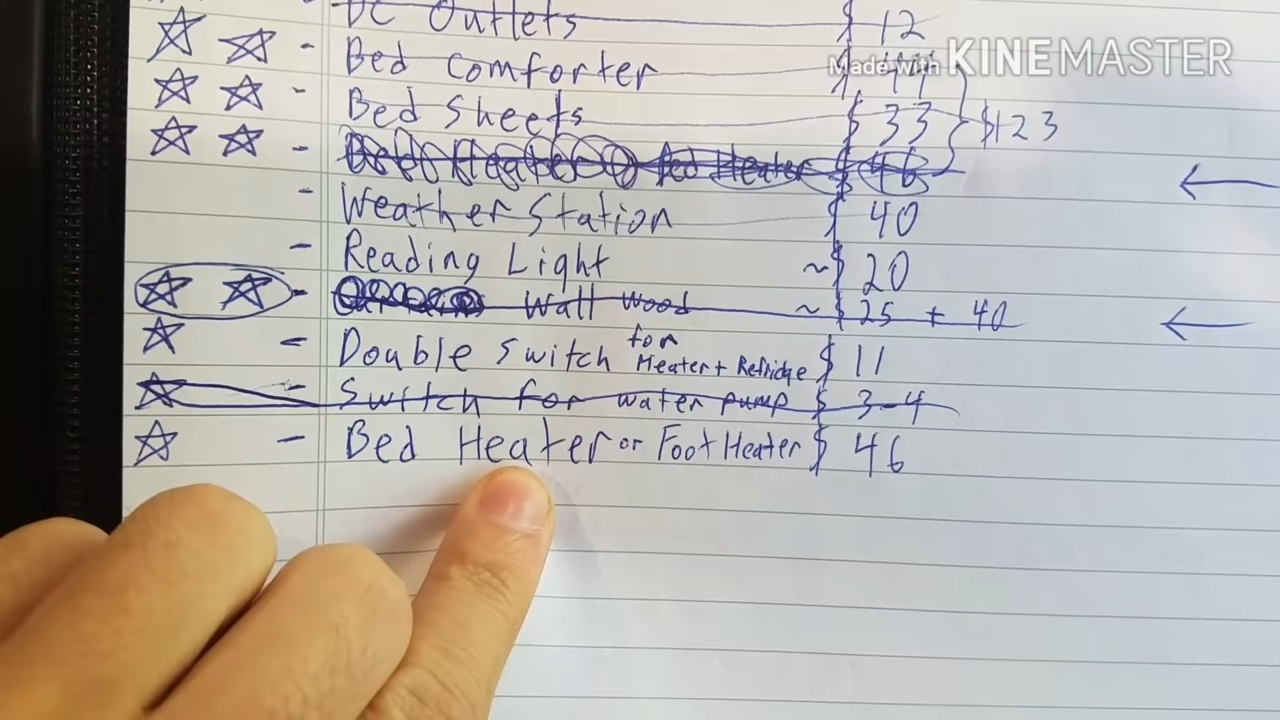 - DC Outlets $ 12
- Bed comforter $ 44
- Bed Sheets $ 33 $123
- Bed Heater Bed Heater $ 46
- Weather Station $ 40
- Reading Light ~$ 20
- Wall wood ~$ 25 + 40
- Double switch for Heater + Refridge $ 11
- Switch for water pump $ 3-4
- Bed Heater or Foot Heater $ 46
Made with KINEMASTER